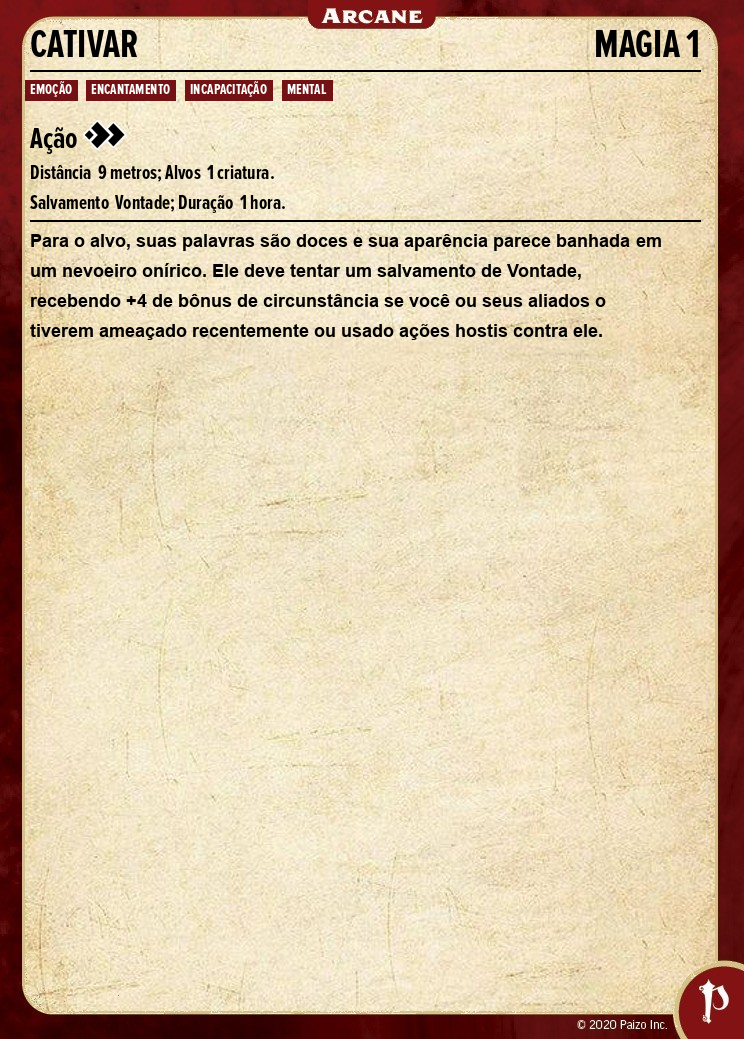 ARCANE
CATIVAR MAGIA 1
EMOÇÃO ENCANTAMENTO INCAPACITAÇÃO MENTAL
Ação
Distância 9 metros; Alvos 1 criatura.
Salvamento Vontade; Duração 1 hora.
Para o alvo, suas palavras são doces e sua aparência parece banhada em
um nevoeiro onírico. Ele deve tentar um salvamento de Vontade,
recebendo +4 de bônus de circunstância se você ou seus aliados o
tiverem ameaçado recentemente ou usado ações hostis contra ele.
© 2020 Paizo Inc.